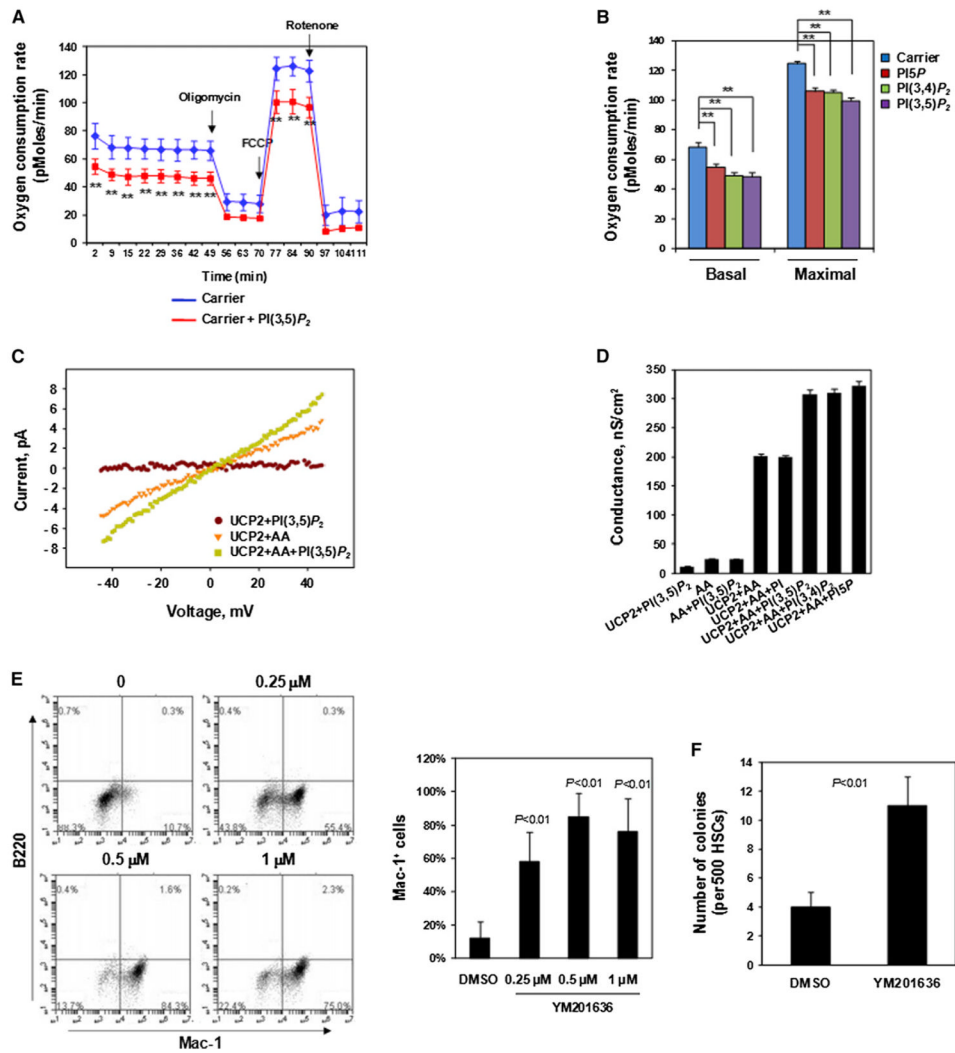 A
Oxygen consumption rate
(pMoles/min)
140
120
100
80
60
40
20
0
Oligomycin
FCCP
Rotenone
** ** ** ** ** ** ** ** ** ** **
2 9 15 22 29 36 42 49 56 63 70 77 84 90 97 104 111
Time (min)
Carrier
Carrier + PI(3,5)P2
B
Oxygen consumption rate
(pMoles/min)
140
120
100
80
60
40
20
0
**
**
**
**
**
**
Basal
Maximal
Carrier
PI5P
PI(3,4)P2
PI(3,5)P2
C
Current, pA
8
6
4
2
0
-2
-4
-6
-8
UCP2+PI(3,5)P2
UCP2+AA
UCP2+AA+PI(3,5)P2
-40 -20 0 20 40
Voltage, mV
D
Conductance, nS/cm2
350
300
250
200
150
100
50
0
UCP2+PI(3,5)P2
AA
AA+PI(3,5)P2
UCP2+AA
UCP2+AA+PI
UCP2+AA+PI(3,5)P2
UCP2+AA+PI(3,4)P2
UCP2+AA+PI5P
E
0
0.25 µM
0.7% 0.3%
0.4% 0.3%
88.3% 10.7%
43.8% 55.4%
0.5 µM
1 µM
0.4% 1.6%
0.2% 2.3%
13.7% 84.3%
22.4% 75.0%
B220
Mac-1
Mac-1+ cells
120%
100%
80%
60%
40%
20%
0%
P<0.01
P<0.01
P<0.01
DMSO 0.25 µM 0.5 µM 1 µM
YM201636
F
Number of colonies
(per 500 HSCs)
14
12
10
8
6
4
2
0
P<0.01
DMSO YM201636